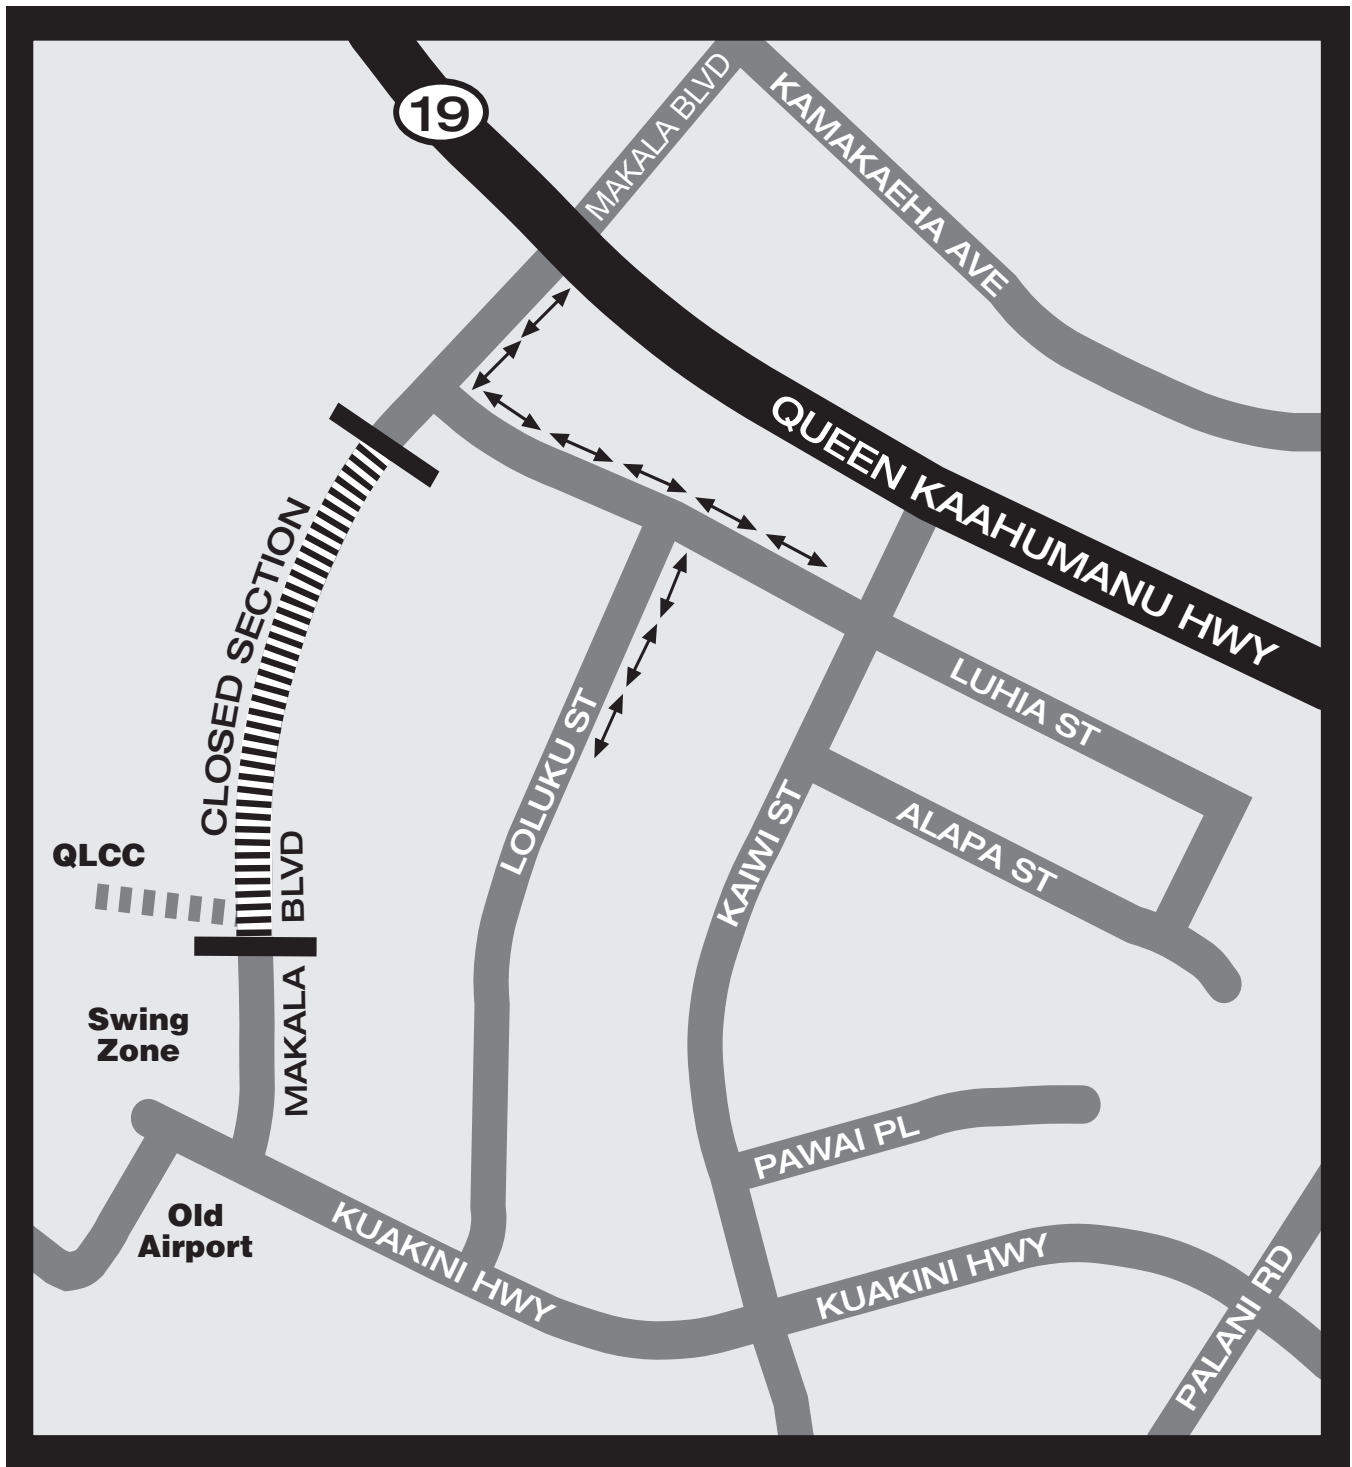 19
MAKALA BLVD
KAMAKAEHA AVE
QUEEN KAAHUMANU HWY
CLOSED SECTION
LUHIA ST
LOLUKU ST
KAIWI ST
ALAPA ST
QLCC
MAKALA BLVD
Swing
Zone
PAWAI PL
Old
Airport
KUAKINI HWY
KUAKINI HWY
PALANI RD